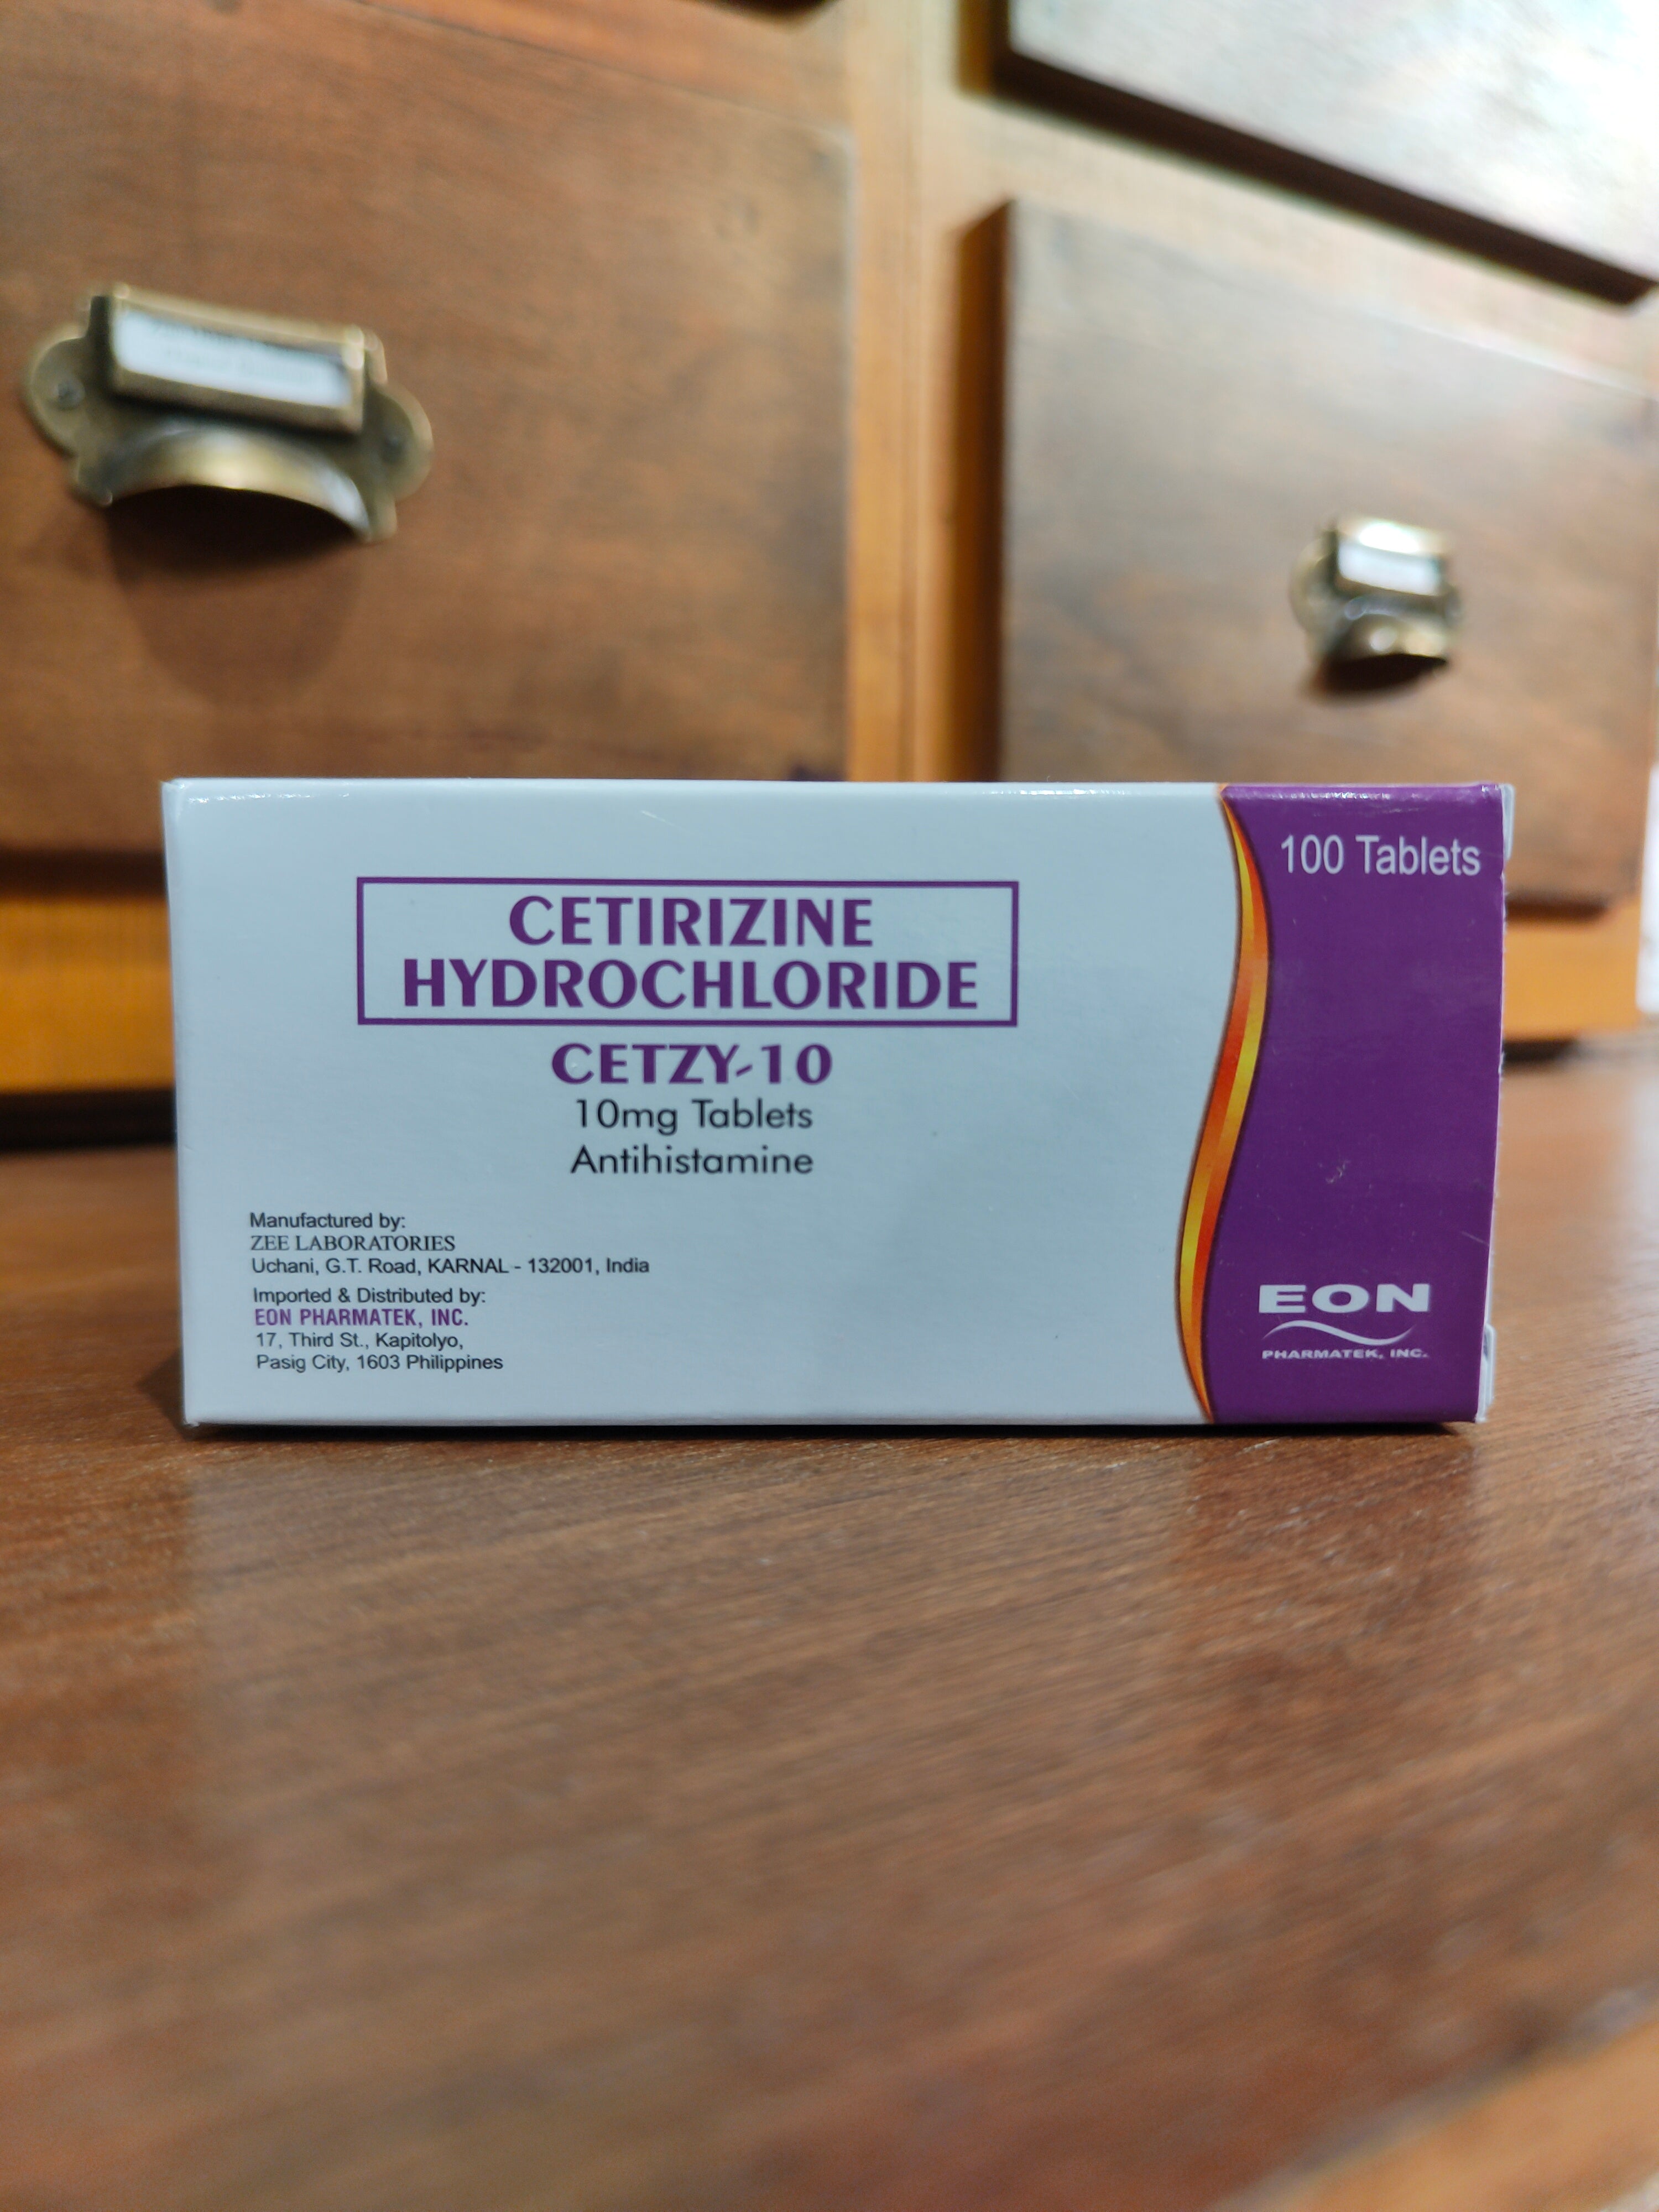 100 Tablets
CETIRIZINE
HYDROCHLORIDE
CETZY-10
10mg Tablets
Antihistamine
Manufactured by:
ZEE LABORATORIES
Uchani, G.T. Road, KARNAL - 132001, India
Imported & Distributed by:
EON PHARMATEK, INC.
17, Third St., Kapitolyo,
Pasig City, 1603 Philippines
EON
PHARMATEK, INC.